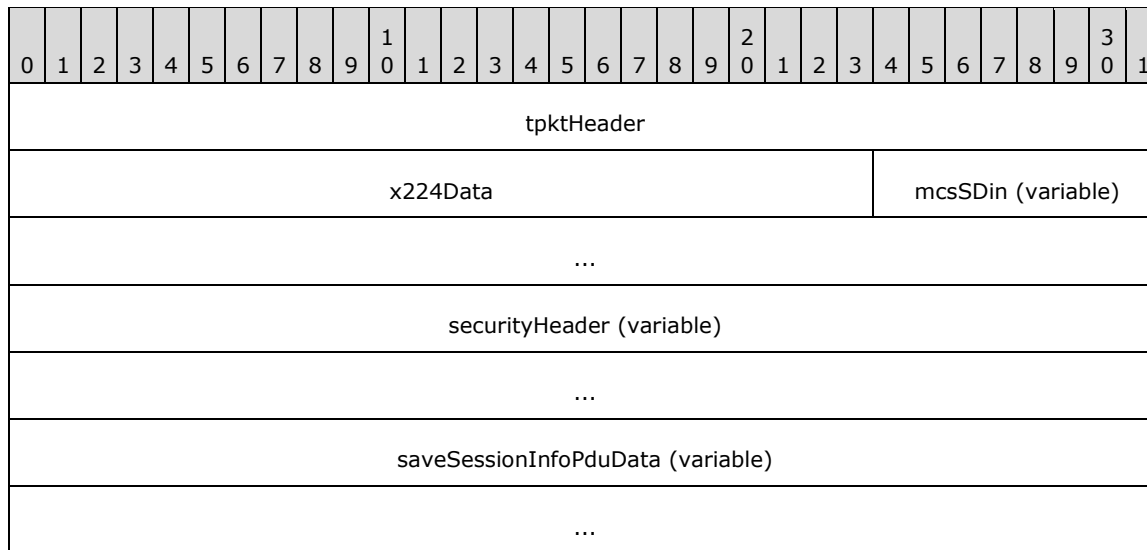 1 2 3
0 1 2 3 4 5 6 7 8 9 0 1 2 3 4 5 6 7 8 9 0 1 2 3 4 5 6 7 8 9 0 1
tpktHeader
x224Data mcsSDin (variable)
...
securityHeader (variable)
...
saveSessionInfoPduData (variable)
...